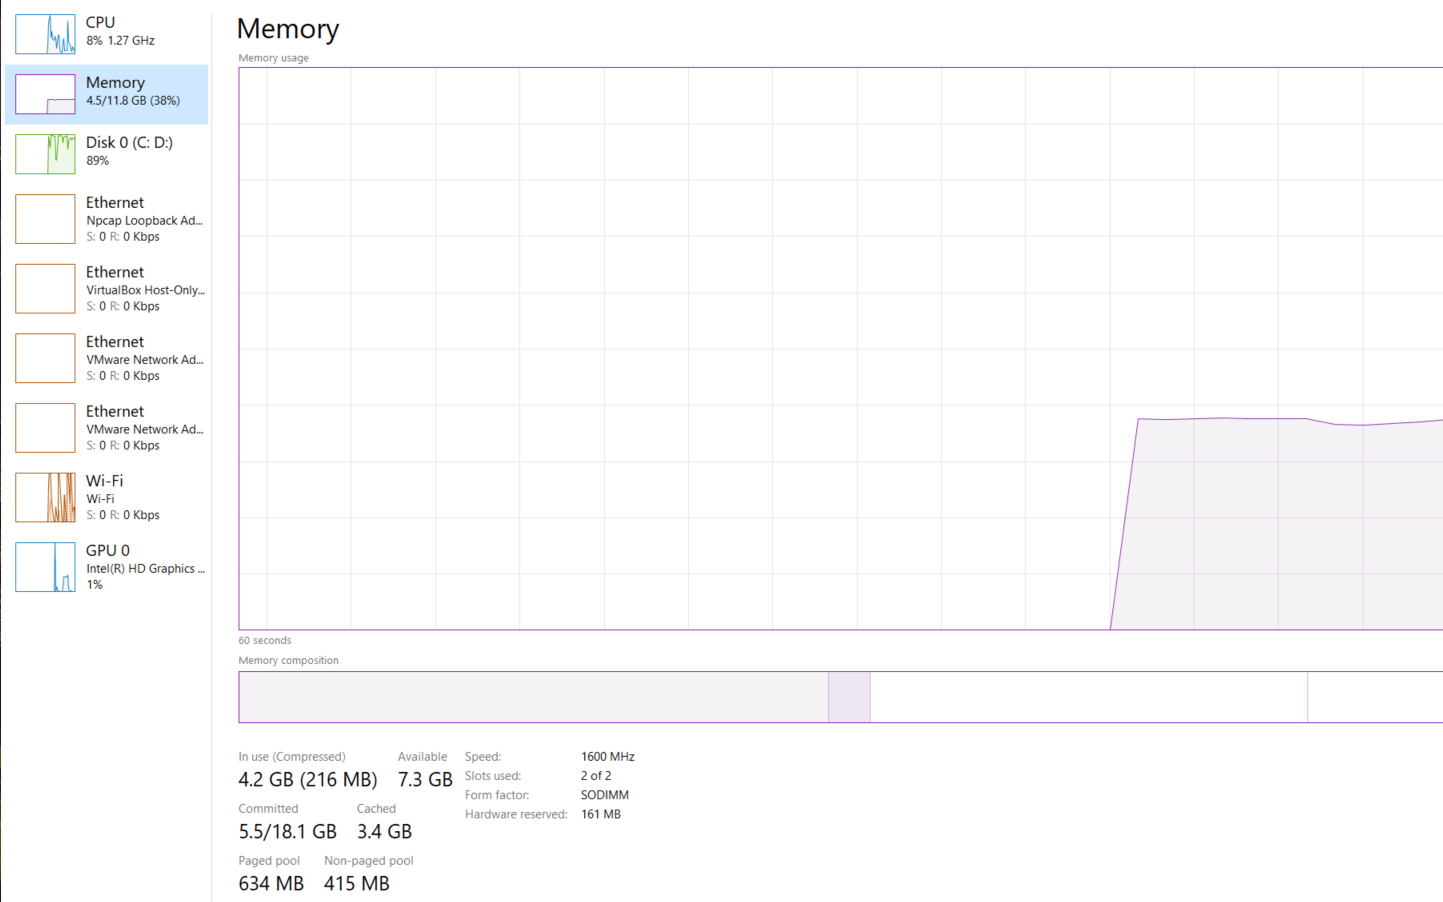 CPU
8% 1.27 GHz
Memory
4.5/11.8 GB (38%)
Disk 0 (C: D:)
89%
Ethernet
Npcap Loopback Ad...
S: 0 R: 0 Kbps
Ethernet
VirtualBox Host-Only...
S: 0 R: 0 Kbps
Ethernet
VMware Network Ad...
S: 0 R: 0 Kbps
Ethernet
VMware Network Ad...
S: 0 R: 0 Kbps
Wi-Fi
Wi-Fi
S: 0 R: 0 Kbps
GPU 0
Intel(R) HD Graphics ...
1%
Memory
Memory usage
60 seconds
Memory composition
In use (Compressed)
4.2 GB (216 MB)
Available
7.3 GB
Committed
5.5/18.1 GB
Cached
3.4 GB
Paged pool
634 MB
Non-paged pool
415 MB
Speed: 1600 MHz
Slots used: 2 of 2
Form factor: SODIMM
Hardware reserved: 161 MB